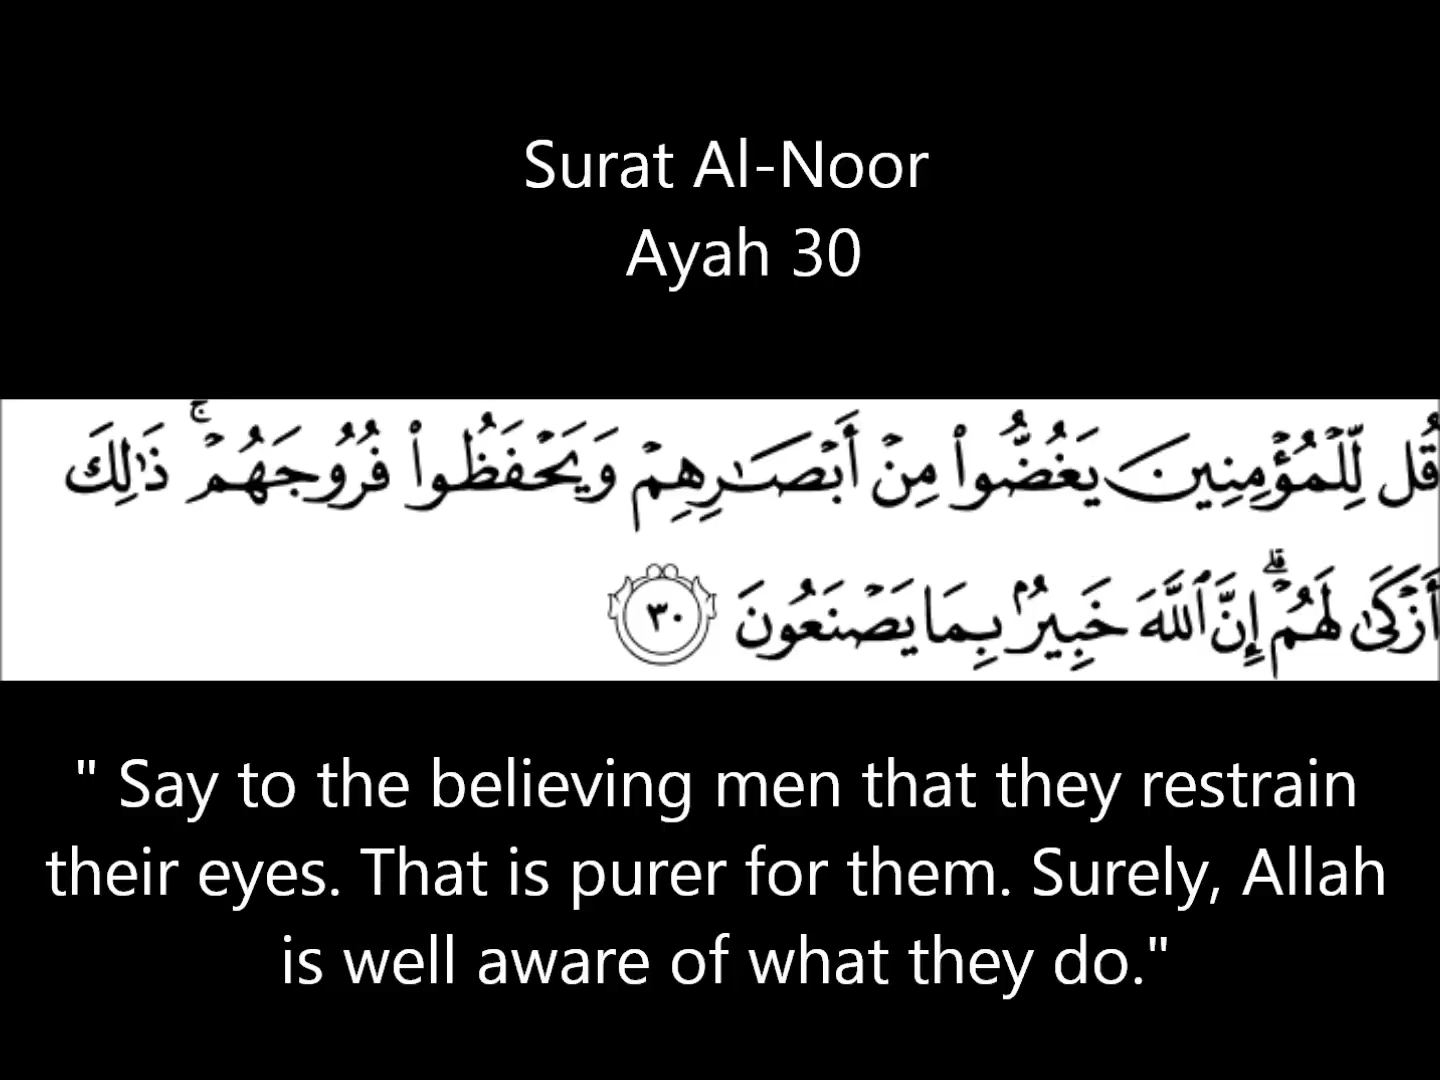 Surat Al-Noor
Ayah 30
قُل لِّلْمُؤْمِنِينَ يَغُضُّوا۟ مِنْ أَبْصَـٰرِهِمْ وَيَحْفَظُوا۟ فُرُوجَهُمْ ۚ ذَٰلِكَ
أَزْكَىٰ لَهُمْ ۗ إِنَّ ٱللَّهَ خَبِيرٌۢ بِمَا يَصْنَعُونَ ٣٠
" Say to the believing men that they restrain
their eyes. That is purer for them. Surely, Allah
is well aware of what they do."